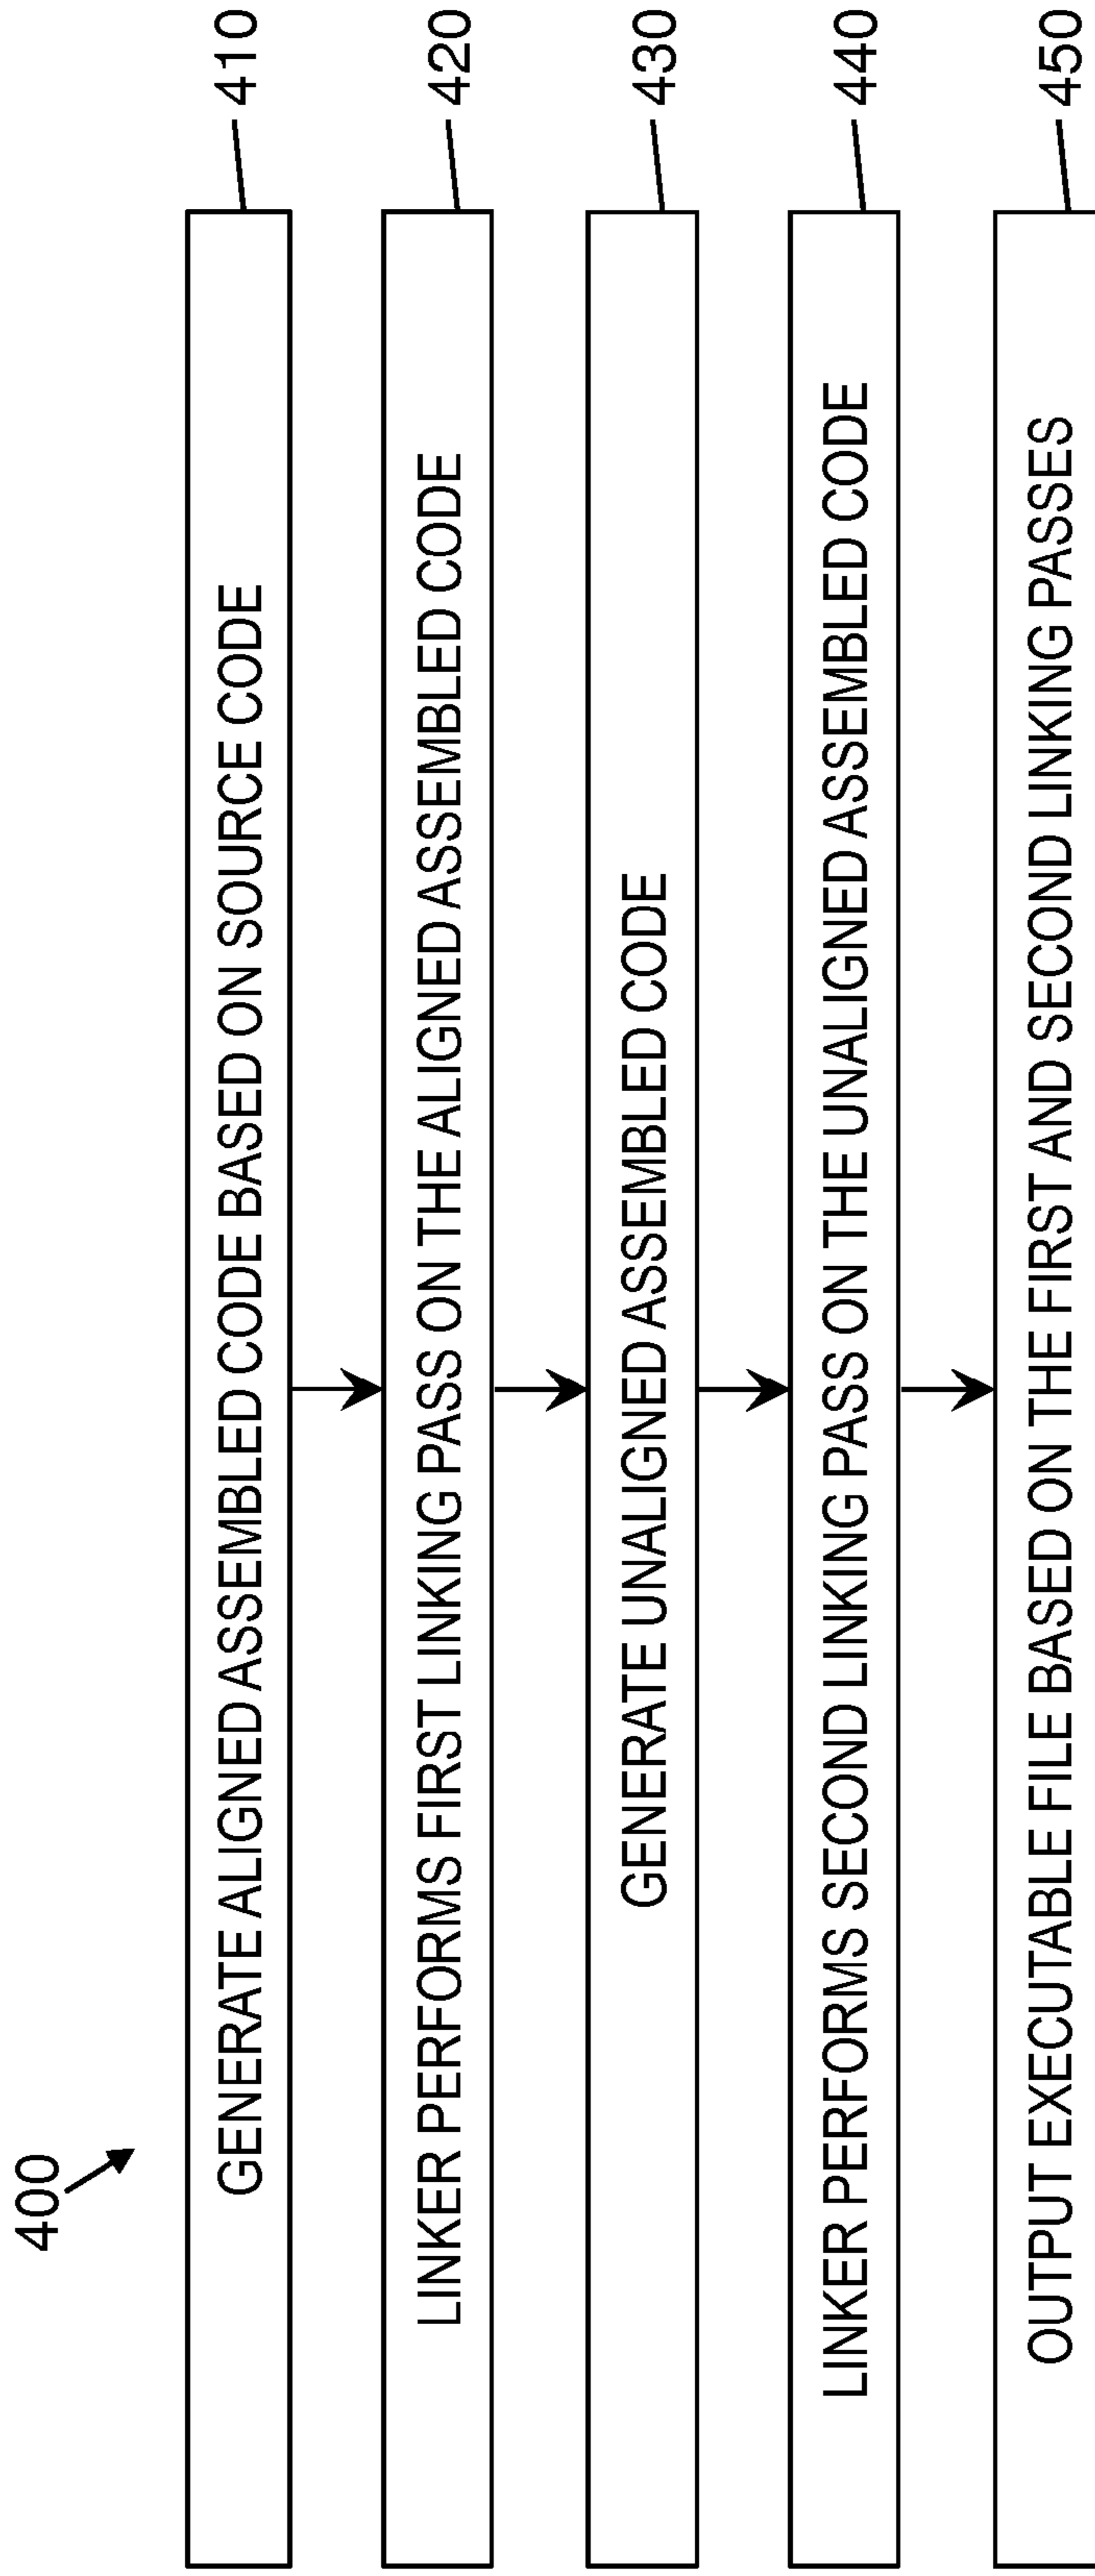 400
GENERATE ALIGNED ASSEMBLED CODE BASED ON SOURCE CODE
410
LINKER PERFORMS FIRST LINKING PASS ON THE ALIGNED ASSEMBLED CODE
420
GENERATE UNALIGNED ASSEMBLED CODE
430
LINKER PERFORMS SECOND LINKING PASS ON THE UNALIGNED ASSEMBLED CODE
440
OUTPUT EXECUTABLE FILE BASED ON THE FIRST AND SECOND LINKING PASSES
450